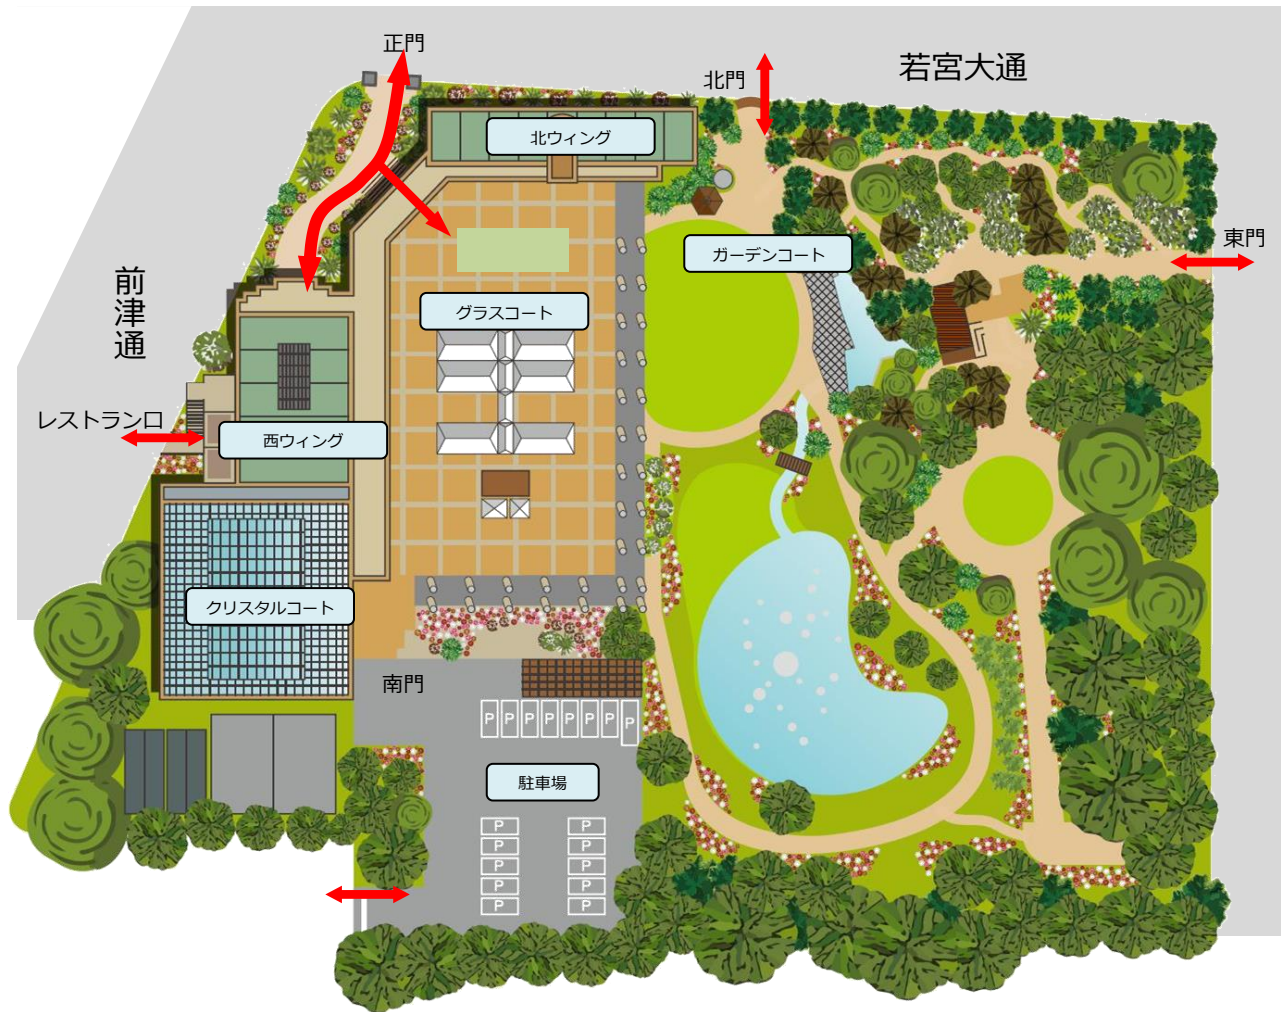 正門
北門
若宮大通
北ウィング
東門
ガーデンコート
前津通
グラスコート
レストラン口
西ウィング
クリスタルコート
南門
P P P P P P P P
駐車場
P P
P P
P P
P P
P P